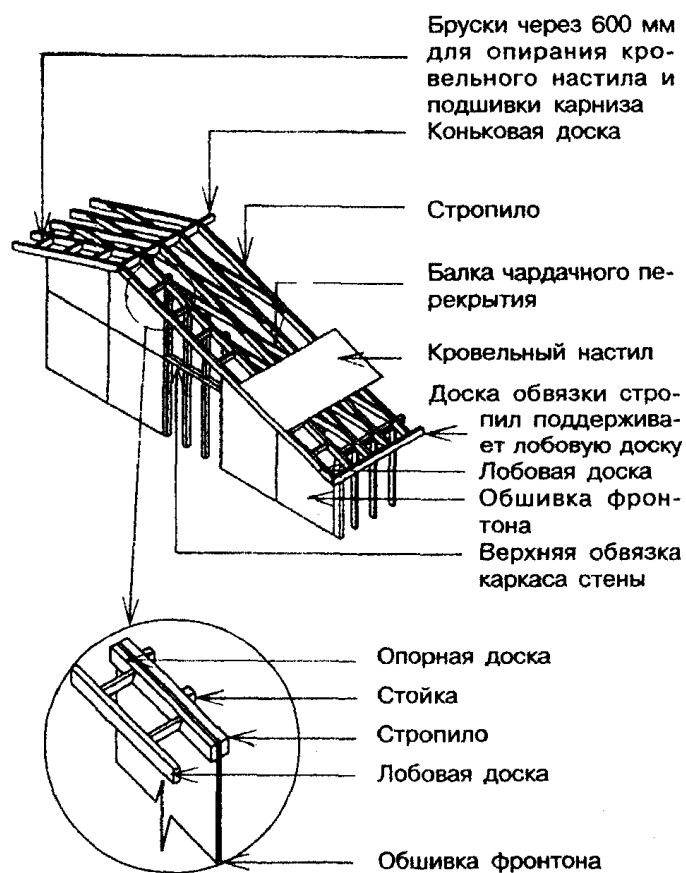 Бруски через 600 мм
для опирания кро-
вельного настила и
подшивки карниза
Коньковая доска
Стропило
Балка чардачного пе-
рекрытия
Кровельный настил
Доска обвязки стро-
пил поддержива-
ет лобовую доску
Лобовая доска
Обшивка фрон-
тона
Верхняя обвязка
каркаса стены
Опорная доска
Стойка
Стропило
Лобовая доска
Обшивка фронтона